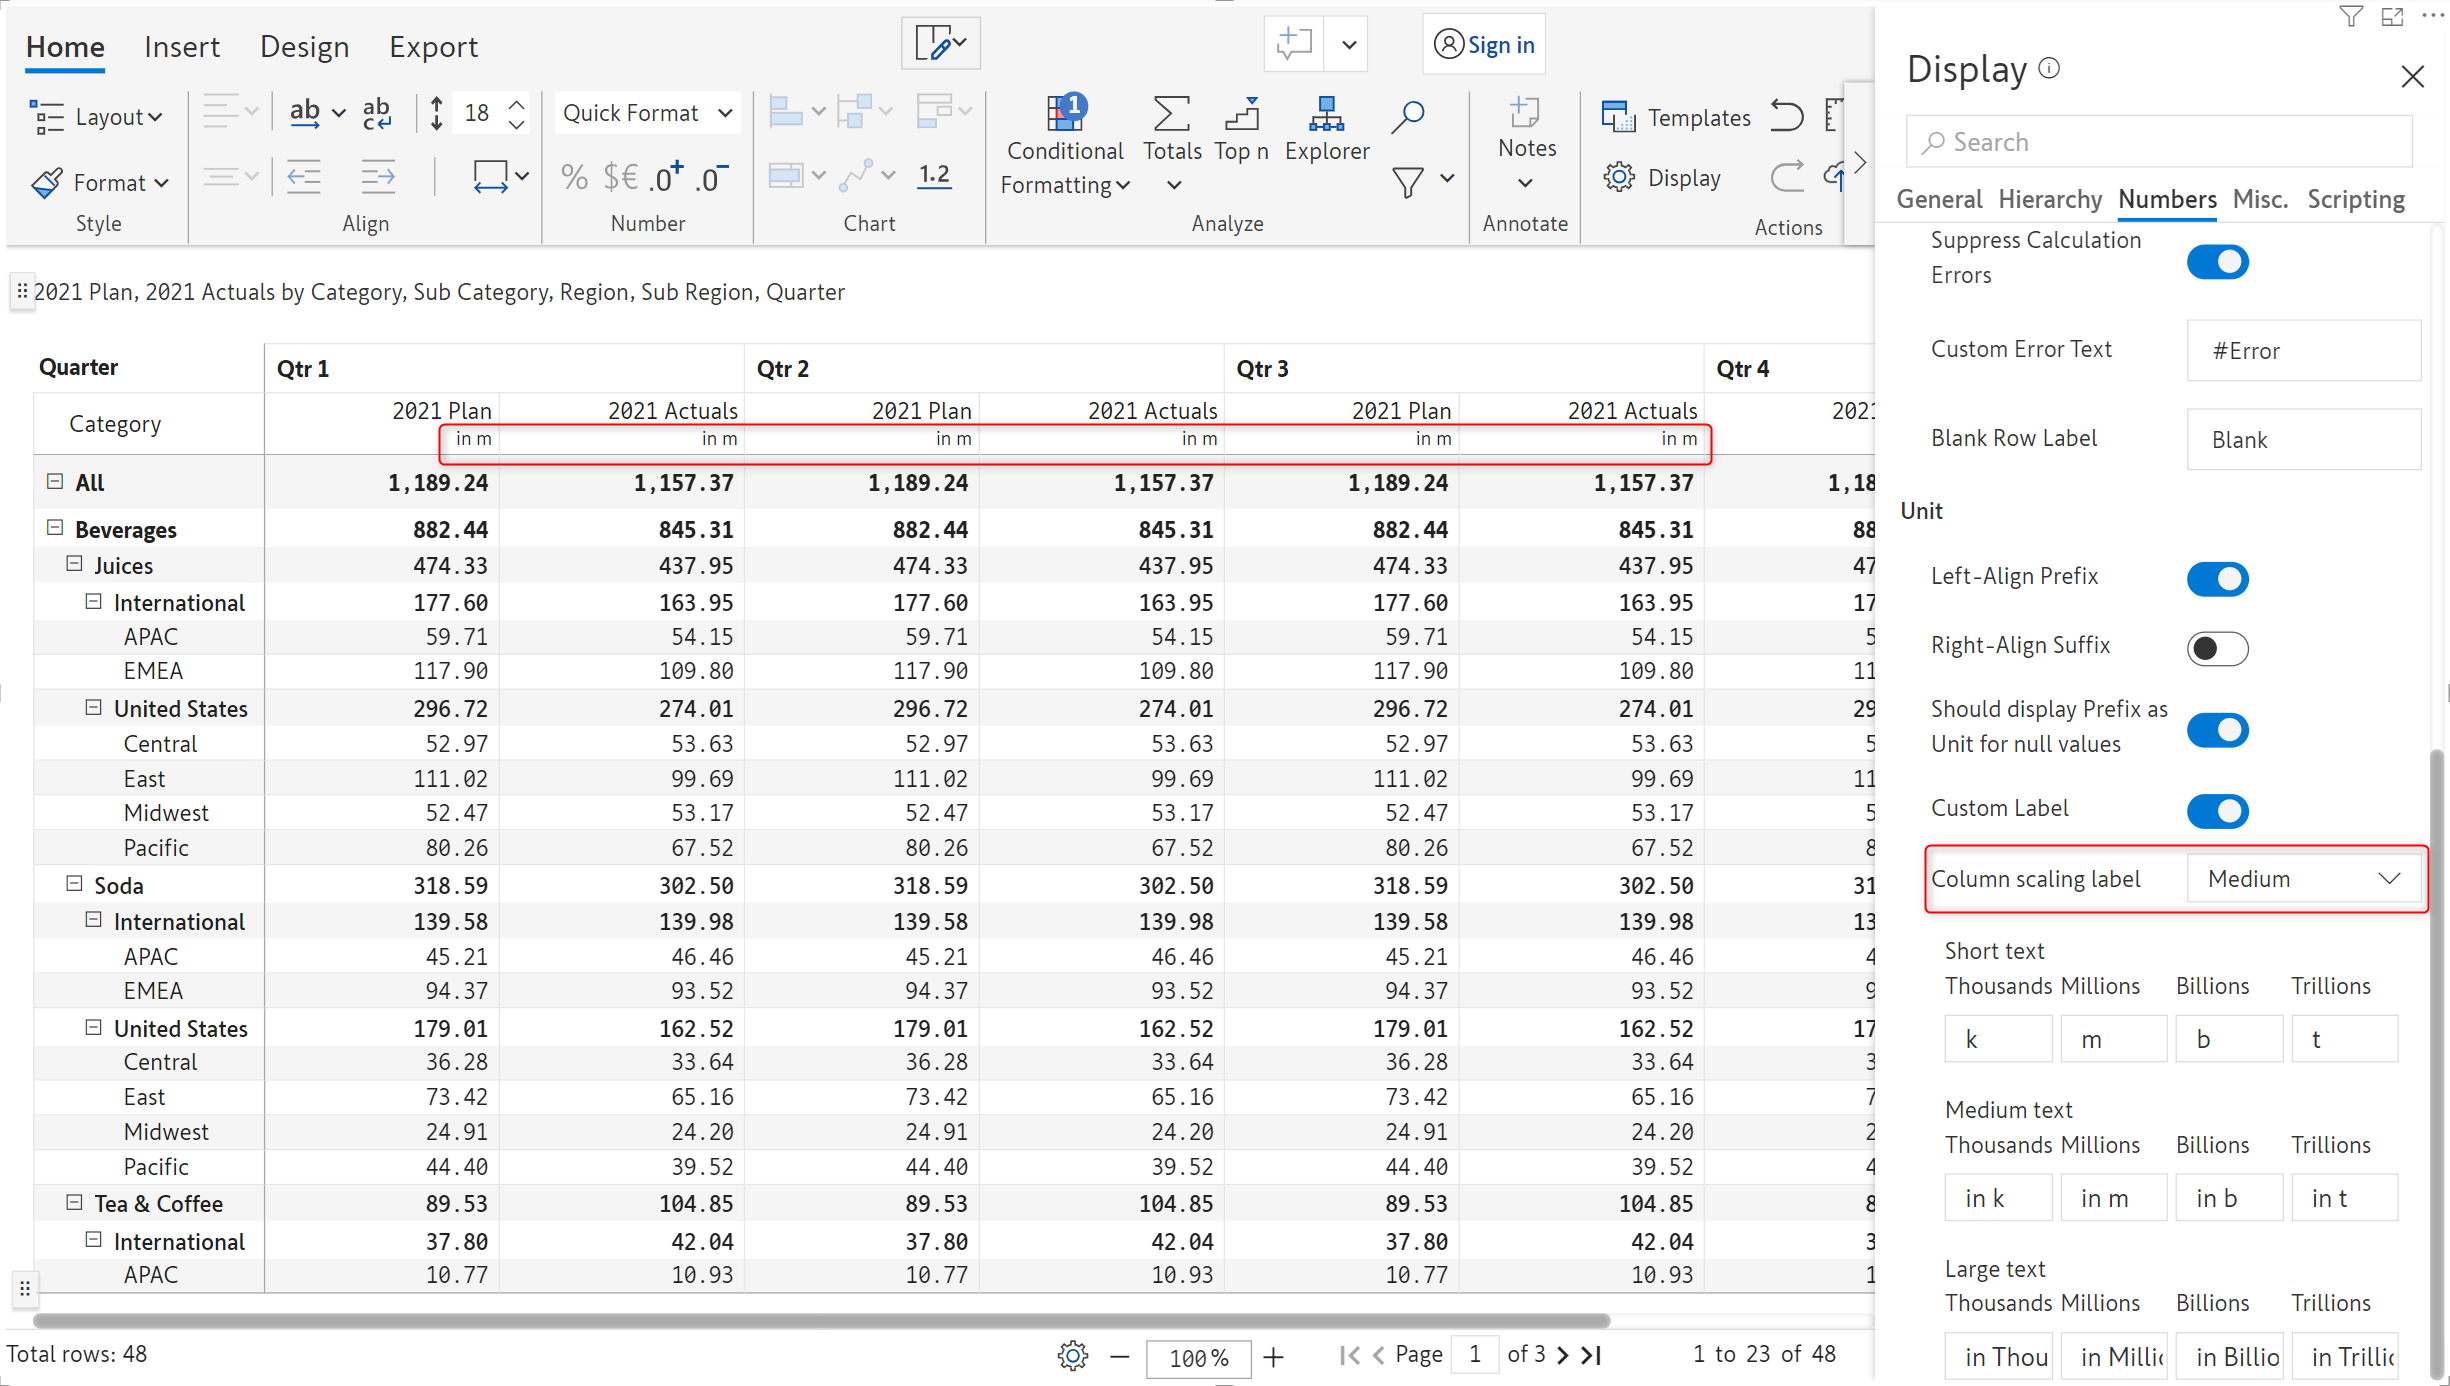 Home Insert Design Export Sign in
Layout ab ab c 18 Quick Format 1 Conditional Formatting Totals Top n Explorer Notes Templates
Format % $€ .0+ .0- 1.2 Display
Style Align Number Chart Analyze Annotate Actions
2021 Plan, 2021 Actuals by Category, Sub Category, Region, Sub Region, Quarter
Quarter Qtr 1 Qtr 2 Qtr 3 Qtr 4
Category 2021 Plan 2021 Actuals 2021 Plan 2021 Actuals 2021 Plan 2021 Actuals 2021
in m in m in m in m in m in m
All 1,189.24 1,157.37 1,189.24 1,157.37 1,189.24 1,157.37 1,18
Beverages 882.44 845.31 882.44 845.31 882.44 845.31 88
Juices 474.33 437.95 474.33 437.95 474.33 437.95 47
International 177.60 163.95 177.60 163.95 177.60 163.95 17
APAC 59.71 54.15 59.71 54.15 59.71 54.15 5
EMEA 117.90 109.80 117.90 109.80 117.90 109.80 11
United States 296.72 274.01 296.72 274.01 296.72 274.01 29
Central 52.97 53.63 52.97 53.63 52.97 53.63 5
East 111.02 99.69 111.02 99.69 111.02 99.69 11
Midwest 52.47 53.17 52.47 53.17 52.47 53.17 5
Pacific 80.26 67.52 80.26 67.52 80.26 67.52 8
Soda 318.59 302.50 318.59 302.50 318.59 302.50 31
International 139.58 139.98 139.58 139.98 139.58 139.98 13
APAC 45.21 46.46 45.21 46.46 45.21 46.46 4
EMEA 94.37 93.52 94.37 93.52 94.37 93.52 9
United States 179.01 162.52 179.01 162.52 179.01 162.52 17
Central 36.28 33.64 36.28 33.64 36.28 33.64 3
East 73.42 65.16 73.42 65.16 73.42 65.16 7
Midwest 24.91 24.20 24.91 24.20 24.91 24.20 2
Pacific 44.40 39.52 44.40 39.52 44.40 39.52 4
Tea & Coffee 89.53 104.85 89.53 104.85 89.53 104.85 8
International 37.80 42.04 37.80 42.04 37.80 42.04 3
APAC 10.77 10.93 10.77 10.93 10.77 10.93 1
Total rows: 48 100% Page 1 of 3 1 to 23 of 48
Display
Search
General Hierarchy Numbers Misc. Scripting
Suppress Calculation
Errors
Custom Error Text #Error
Blank Row Label Blank
Unit
Left-Align Prefix
Right-Align Suffix
Should display Prefix as
Unit for null values
Custom Label
Column scaling label Medium
Short text
Thousands Millions Billions Trillions
k m b t
Medium text
Thousands Millions Billions Trillions
in k in m in b in t
Large text
Thousands Millions Billions Trillions
in Thou in Millic in Billio in Trillic